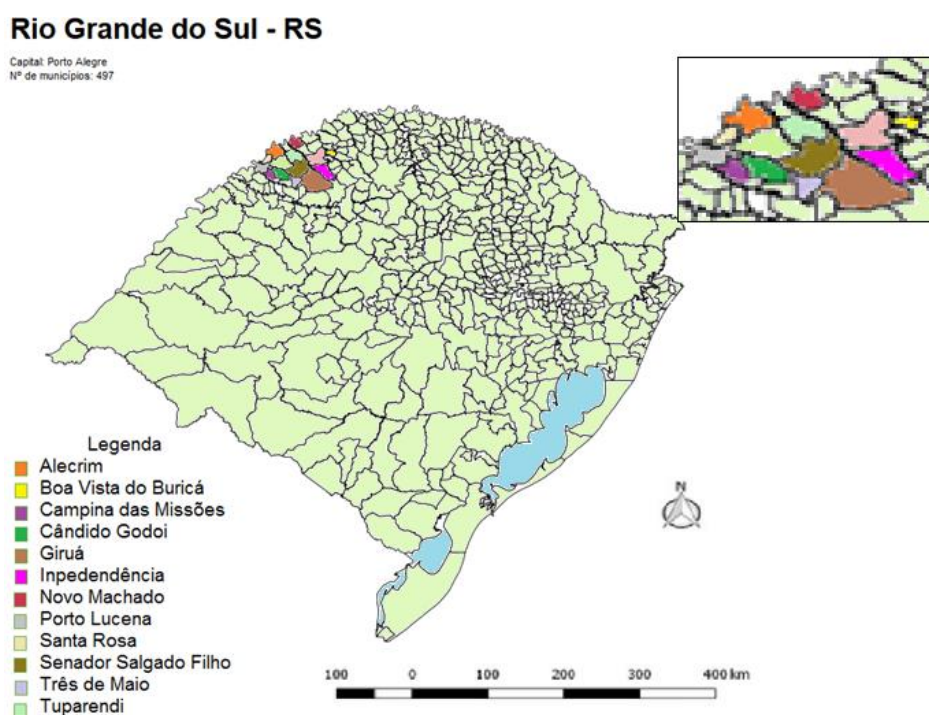 Rio Grande do Sul - RS
Capital: Porto Alegre
Nº de municípios: 497
Legenda
Alecrim
Boa Vista do Buricá
Campina das Missões
Cândido Godoi
Giruá
Inpedendência
Novo Machado
Porto Lucena
Santa Rosa
Senador Salgado Filho
Três de Maio
Tuparendi
N
100 0 100 200 300 400 km